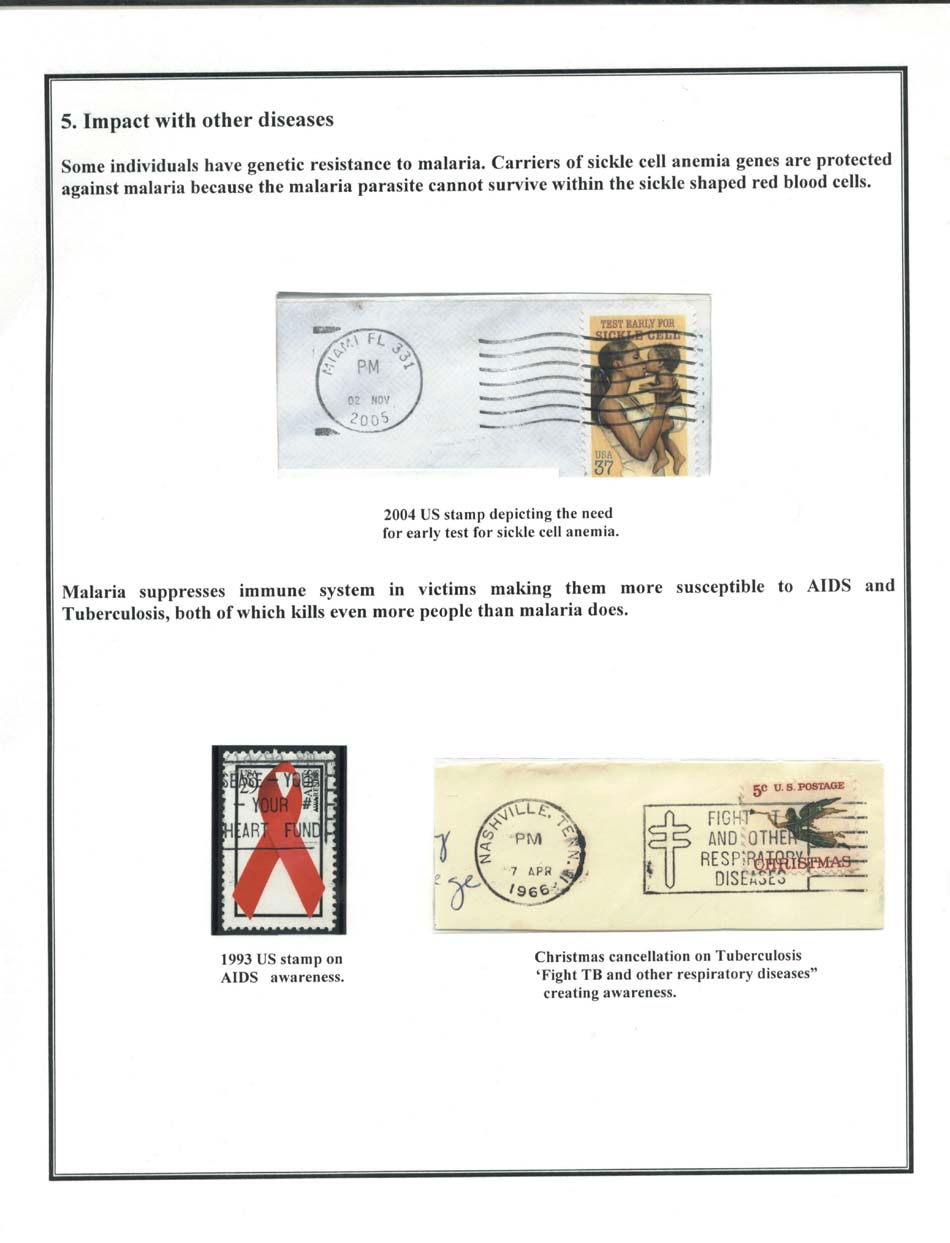 5. Impact with other diseases
Some individuals have genetic resistance to malaria. Carriers of sickle cell anemia genes are protected
against malaria because the malaria parasite cannot survive within the sickle shaped red blood cells.
MIAMI FL 331
PM
02 NOV
2005
TEST EARLY FOR
SICKLE CELL
USA
37
2004 US stamp depicting the need
for early test for sickle cell anemia.
Malaria suppresses immune system in victims making them more susceptible to AIDS and
Tuberculosis, both of which kills even more people than malaria does.
USA
29
YOUR #1
HEART FUND
NASHVILLE, TENN.
PM
7 APR
1966
5c U.S. POSTAGE
CHRISTMAS
FIGHT T
AND OTHER
RESPIRATORY
DISEASES
1993 US stamp on
AIDS awareness.
Christmas cancellation on Tuberculosis
‘Fight TB and other respiratory diseases”
creating awareness.